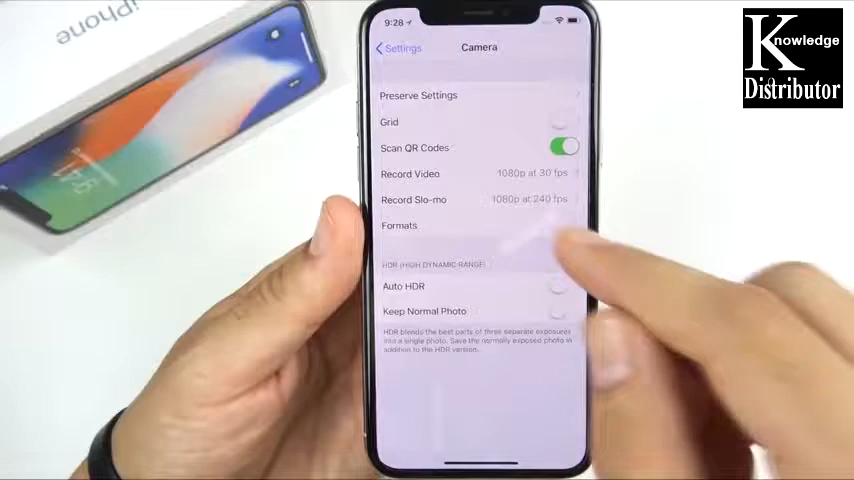 iPhone
9:28
Settings
Camera
Preserve Settings
Grid
Scan QR Codes
Record Video 1080p at 30 fps
Record Slo-mo 1080p at 240 fps
Formats
HDR (HIGH DYNAMIC RANGE)
Auto HDR
Keep Normal Photo
HDR blends the best parts of three separate exposures
into a single photo. Save the normally exposed photo in
addition to the HDR version.
Knowledge
Distributor